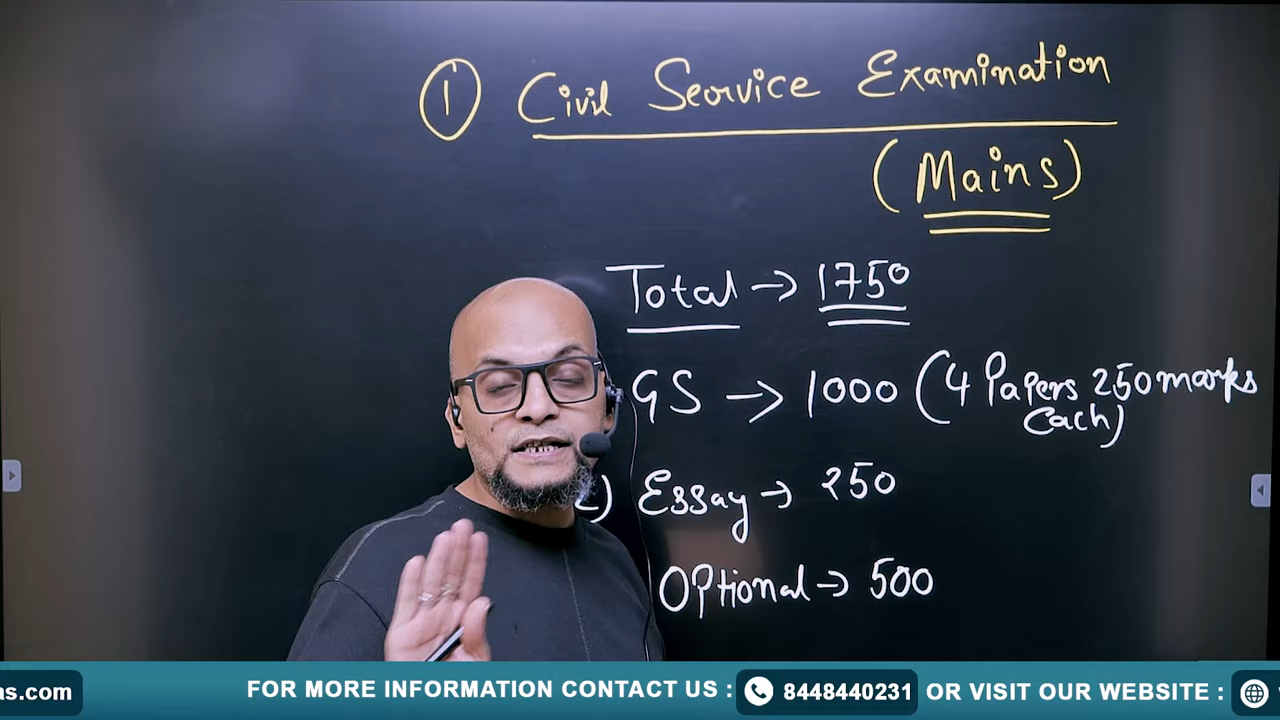 ① Civil Service Examination
(Mains)
Total → 1750
GS → 1000 (4 Papers 250 marks
each)
2) Essay → 250
Optional → 500
as.com
FOR MORE INFORMATION CONTACT US : 8448440231 OR VISIT OUR WEBSITE :